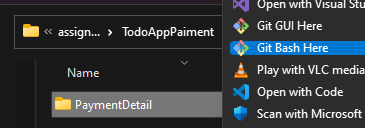 Open with Visual Stu
« assign... > TodoAppPaiment
Git GUI Here
Git Bash Here
Name
Play with VLC media
PaymentDetail
Open with Code
Scan with Microsoft